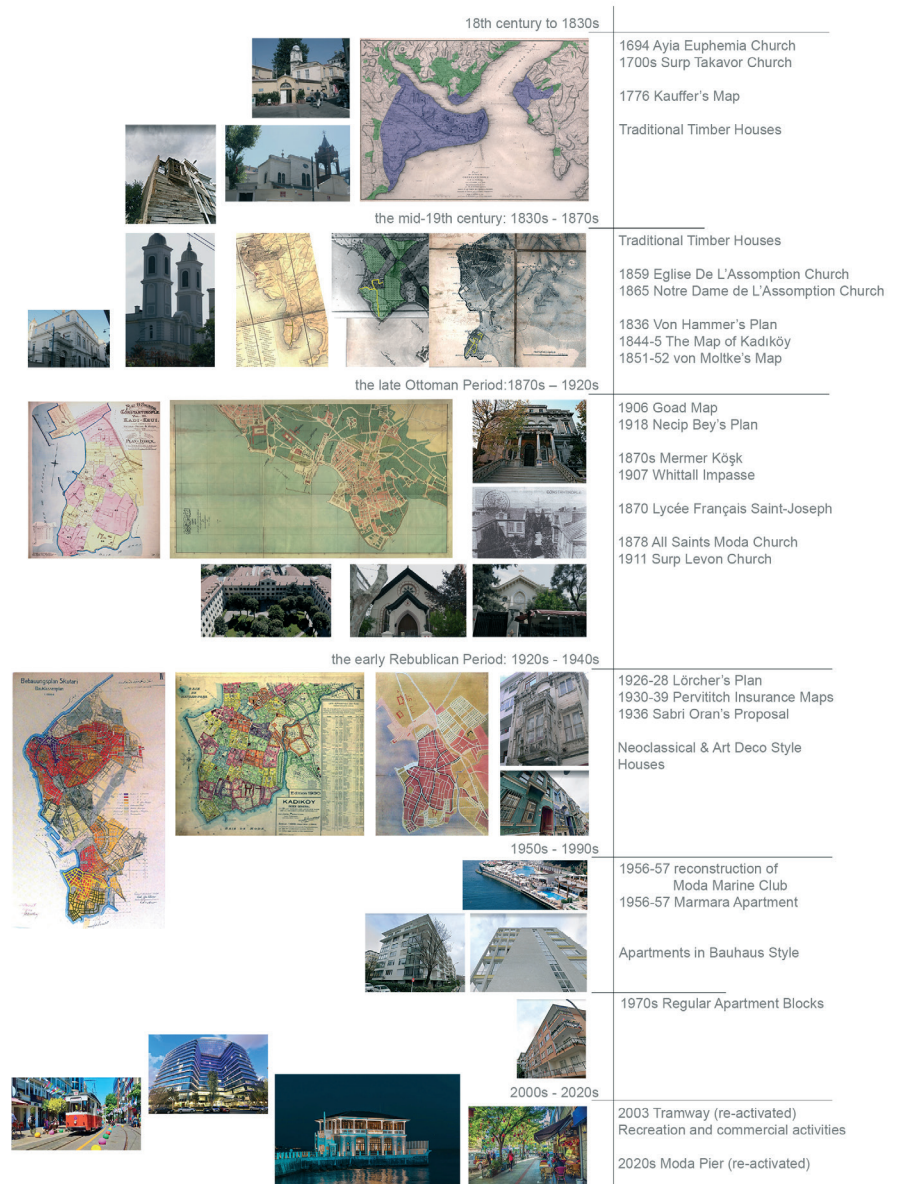 18th century to 1830s
1694 Ayia Euphemia Church
1700s Surp Takavor Church
1776 Kauffer's Map
Traditional Timber Houses
the mid-19th century: 1830s - 1870s
Traditional Timber Houses
1859 Eglise De L'Assomption Church
1865 Notre Dame de L'Assomption Church
1836 Von Hammer's Plan
1844-5 The Map of Kadıköy
1851-52 von Moltke's Map
the late Ottoman Period:1870s – 1920s
1906 Goad Map
1918 Necip Bey's Plan
1870s Mermer Köşk
1907 Whittall Impasse
1870 Lycée Français Saint-Joseph
1878 All Saints Moda Church
1911 Surp Levon Church
the early Rebublican Period: 1920s - 1940s
Bebauungsplan Skutari
KADIKÖY
1926-28 Lörcher's Plan
1930-39 Pervititch Insurance Maps
1936 Sabri Oran's Proposal
Neoclassical & Art Deco Style
Houses
1950s - 1990s
1956-57 reconstruction of
Moda Marine Club
1956-57 Marmara Apartment
Apartments in Bauhaus Style
1970s Regular Apartment Blocks
2000s - 2020s
2003 Tramway (re-activated)
Recreation and commercial activities
2020s Moda Pier (re-activated)